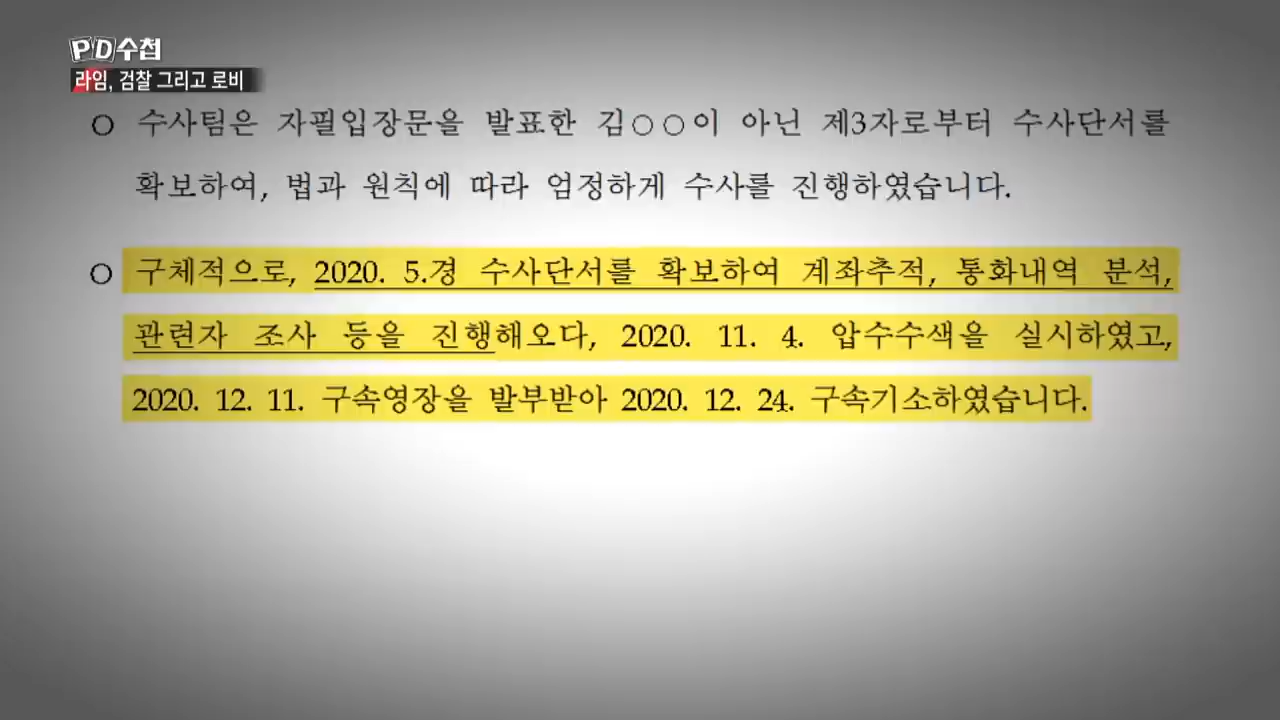 PD수첩
라임, 검찰 그리고 로비
○ 수사팀은 자필입장문을 발표한 김○○이 아닌 제3자로부터 수사단서를
확보하여, 법과 원칙에 따라 엄정하게 수사를 진행하였습니다.
○ 구체적으로, 2020. 5.경 수사단서를 확보하여 계좌추적, 통화내역 분석,
관련자 조사 등을 진행해오다, 2020. 11. 4. 압수수색을 실시하였고,
2020. 12. 11. 구속영장을 발부받아 2020. 12. 24. 구속기소하였습니다.